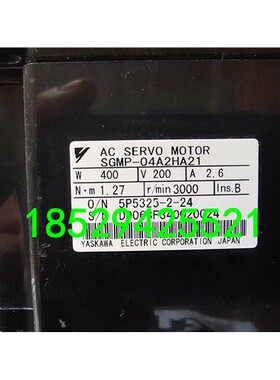 AC SERVO MOTOR
SGMP-04A2HA21
W 400 V 200 A 2.6
N·m 1.27 r/min 3000 Ins.B
O/N 5P5325-2-24
18529425521
YASKAWA ELECTRIC CORPORATION JAPAN